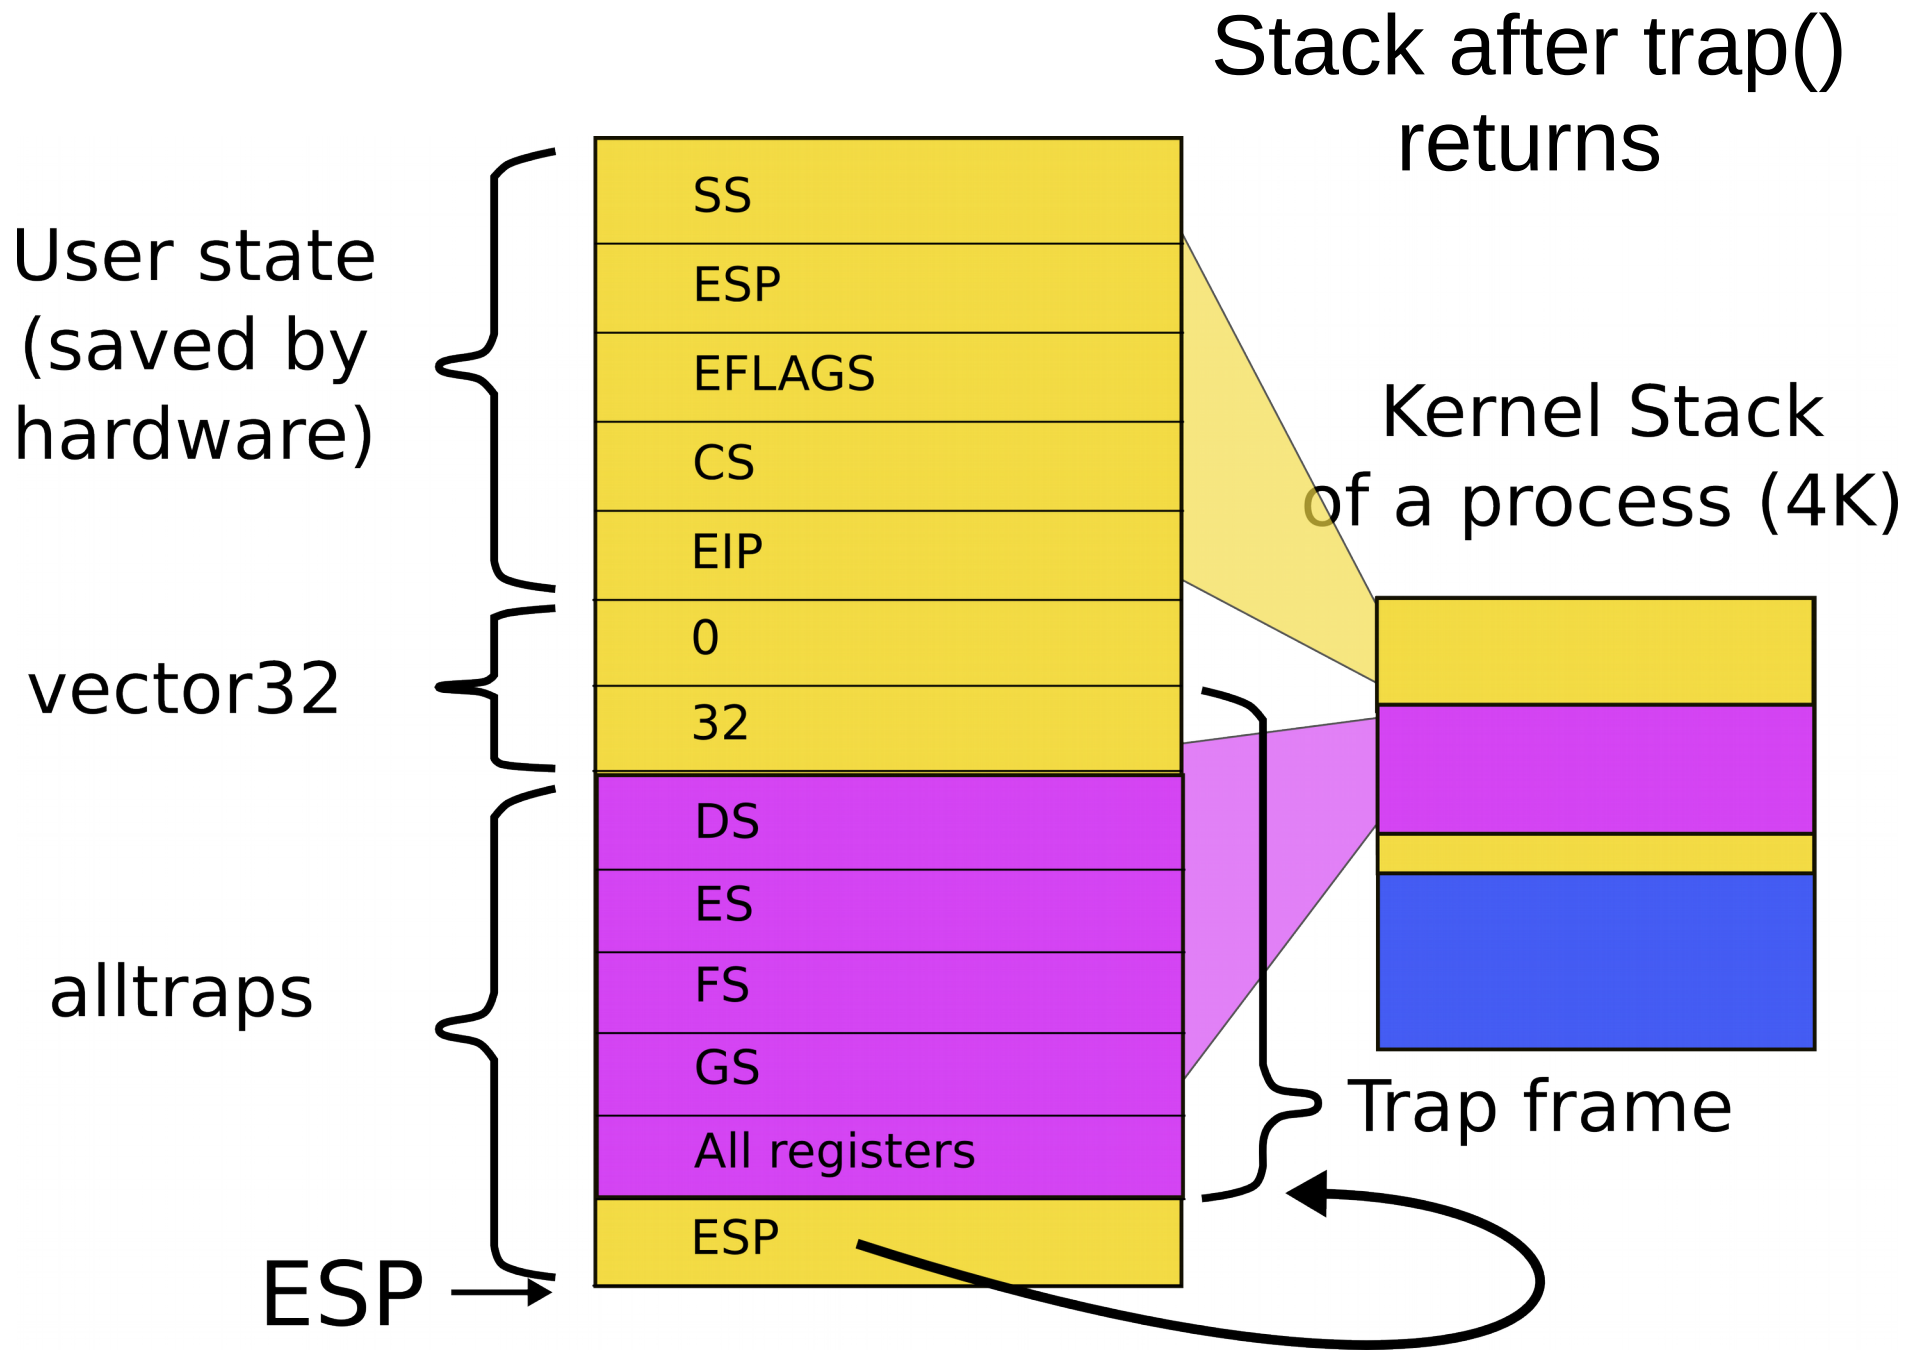 Stack after trap()
returns
User state
(saved by
hardware)
vector32
alltraps
ESP
SS
ESP
EFLAGS
CS
EIP
0
32
DS
ES
FS
GS
All registers
ESP
Kernel Stack
of a process (4K)
Trap frame